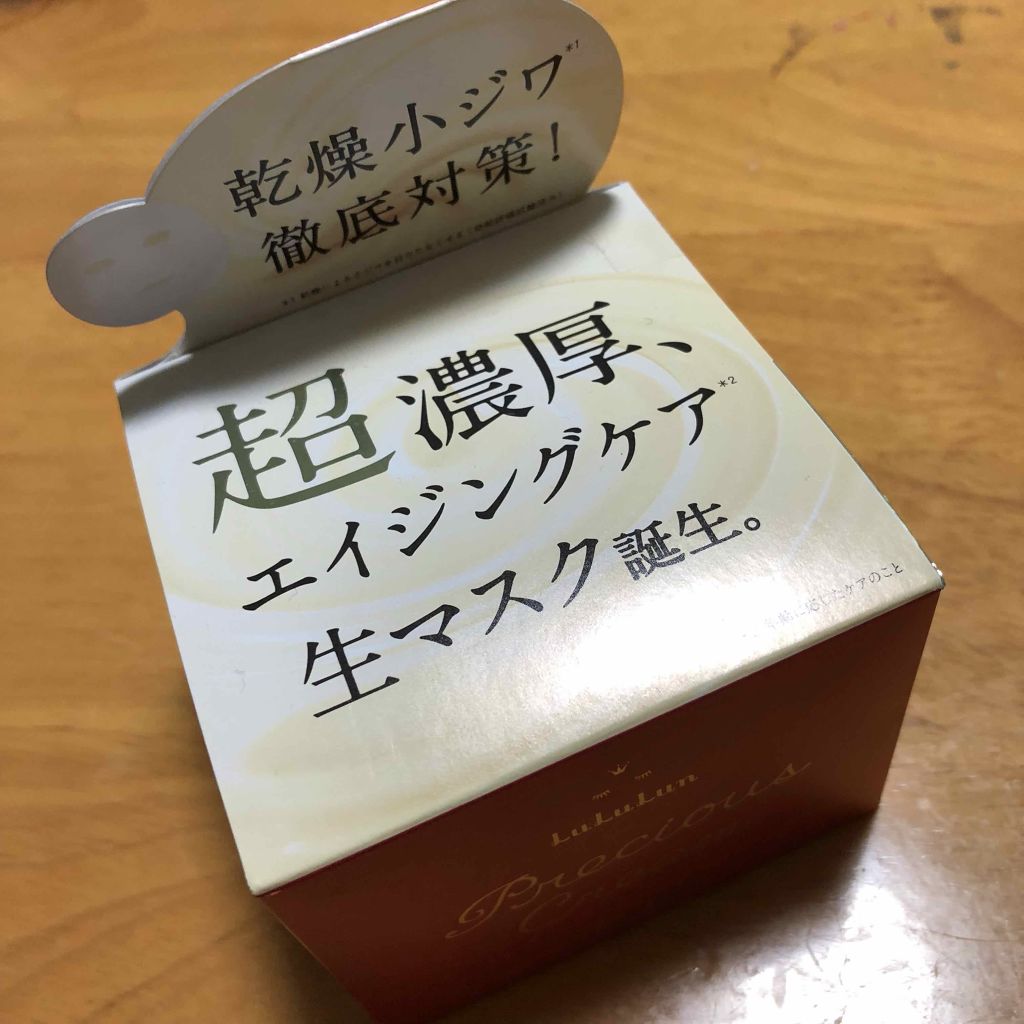 乾燥小ジワ*1
徹底対策!
超濃厚、
エイジングケア*2
生マスク誕生。
LuLuLun
Precious